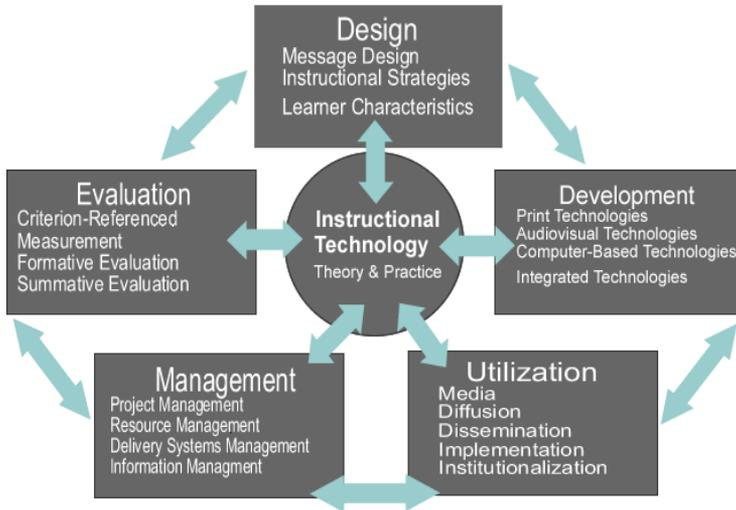 Design
Message Design
Instructional Strategies
Learner Characteristics
Evaluation
Criterion-Referenced
Measurement
Formative Evaluation
Summative Evaluation
Instructional
Technology
Theory & Practice
Development
Print Technologies
Audiovisual Technologies
Computer-Based Technologies
Integrated Technologies
Management
Project Management
Resource Management
Delivery Systems Management
Information Managment
Utilization
Media
Diffusion
Dissemination
Implementation
Institutionalization